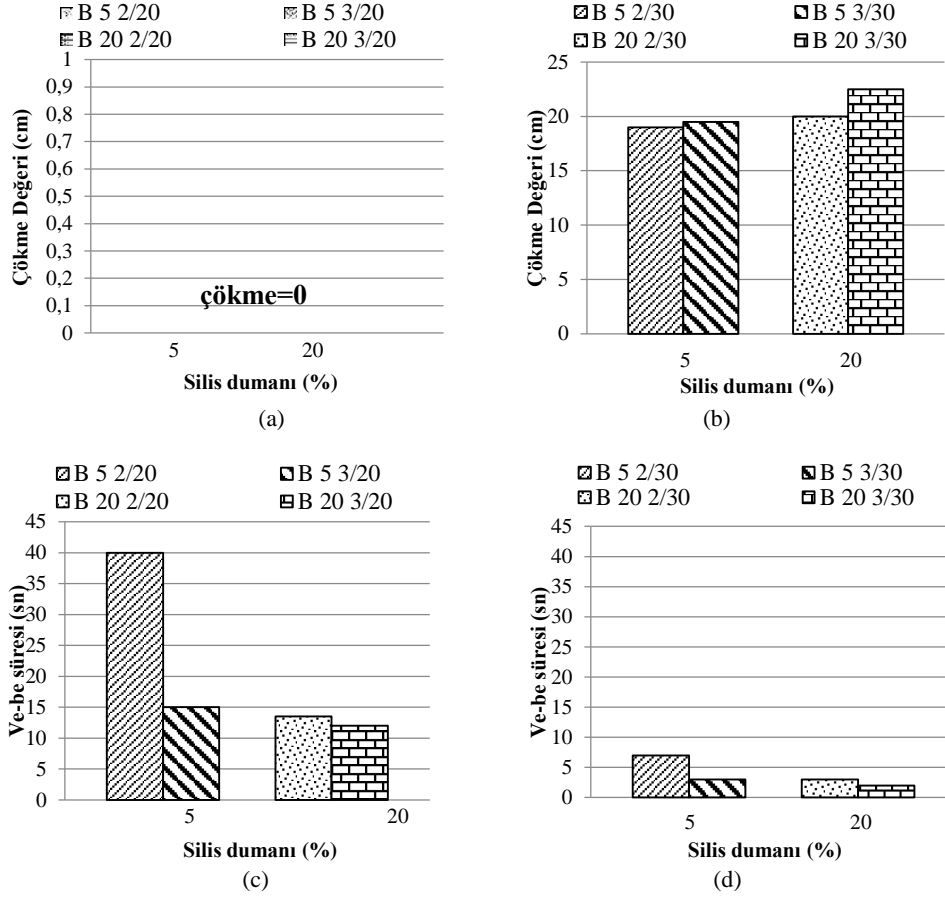 B 5 2/20 B 5 3/20
B 20 2/20 B 20 3/20
1
0,9
0,8
0,7
0,6
0,5
0,4
0,3
0,2
0,1
0
Çökme Değeri (cm)
çökme=0
5 20
Silis dumanı (%)
(a)
B 5 2/30 B 5 3/30
B 20 2/30 B 20 3/30
25
20
15
10
5
0
Çökme Değeri (cm)
5 20
Silis dumanı (%)
(b)
B 5 2/20 B 5 3/20
B 20 2/20 B 20 3/20
45
40
35
30
25
20
15
10
5
0
Ve-be süresi (sn)
5 20
Silis dumanı (%)
(c)
B 5 2/30 B 5 3/30
B 20 2/30 B 20 3/30
45
40
35
30
25
20
15
10
5
0
Ve-be süresi (sn)
5 20
Silis dumanı (%)
(d)